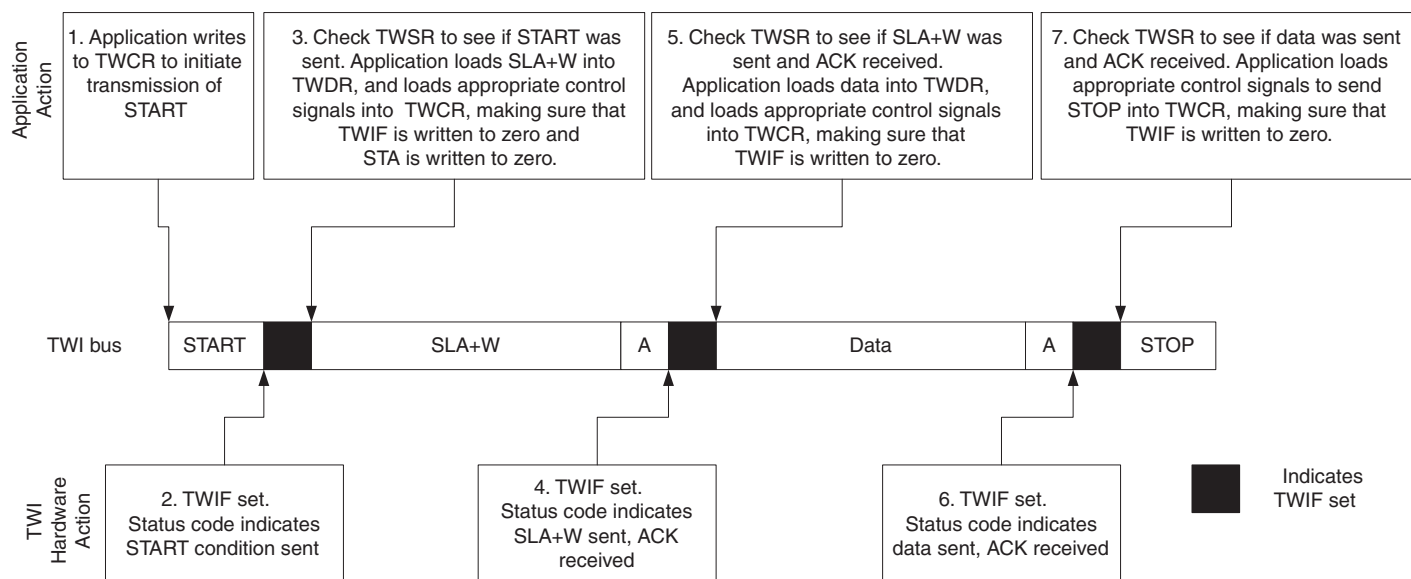 Application
Action
1. Application writes
to TWCR to initiate
transmission of
START
3. Check TWSR to see if START was
sent. Application loads SLA+W into
TWDR, and loads appropriate control
signals into TWCR, making sure that
TWIF is written to zero and
STA is written to zero.
5. Check TWSR to see if SLA+W was
sent and ACK received.
Application loads data into TWDR,
and loads appropriate control signals
into TWCR, making sure that
TWIF is written to zero.
7. Check TWSR to see if data was sent
and ACK received. Application loads
appropriate control signals to send
STOP into TWCR, making sure that
TWIF is written to zero.
TWI bus
START
SLA+W
A
Data
A
STOP
TWI
Hardware
Action
2. TWIF set.
Status code indicates
START condition sent
4. TWIF set.
Status code indicates
SLA+W sent, ACK
received
6. TWIF set.
Status code indicates
data sent, ACK received
Indicates
TWIF set